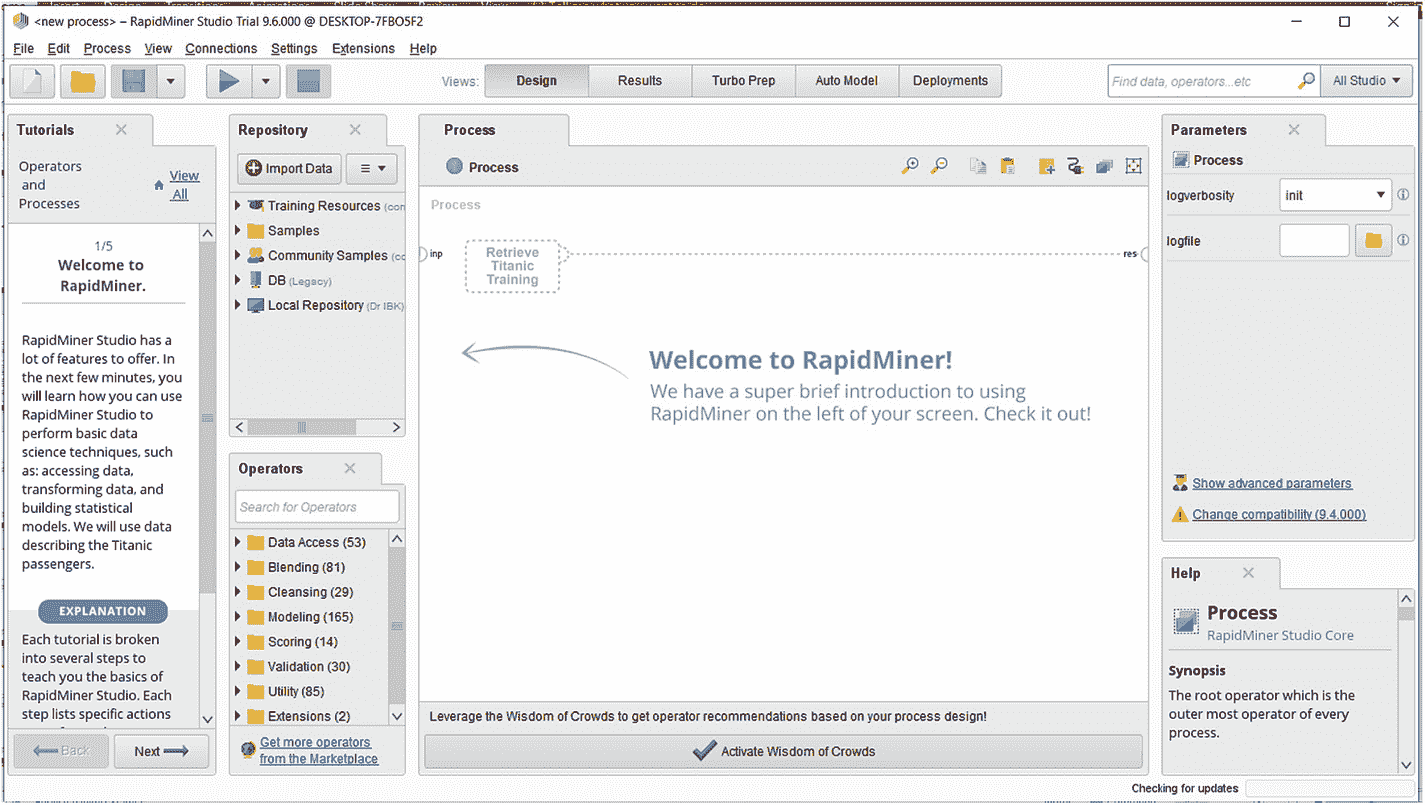 <new process> – RapidMiner Studio Trial 9.6.000 @ DESKTOP-7FBO5F2
File Edit Process View Connections Settings Extensions Help
Views: Design Results Turbo Prep Auto Model Deployments
Find data, operators...etc
All Studio
Tutorials
Operators
and
Processes
View
All
1/5
Welcome to
RapidMiner.
RapidMiner Studio has a
lot of features to offer. In
the next few minutes, you
will learn how you can use
RapidMiner Studio to
perform basic data
science techniques, such
as: accessing data,
transforming data, and
building statistical
models. We will use data
describing the Titanic
passengers.
EXPLANATION
Each tutorial is broken
into several steps to
teach you the basics of
RapidMiner Studio. Each
step lists specific actions
Back Next
Repository
Import Data
Training Resources (con
Samples
Community Samples (co
DB (Legacy)
Local Repository (Dr IBK)
Operators
Search for Operators
Data Access (53)
Blending (81)
Cleansing (29)
Modeling (165)
Scoring (14)
Validation (30)
Utility (85)
Extensions (2)
Get more operators
from the Marketplace
Process
Process
Process
inp
Retrieve
Titanic
Training
res
Welcome to RapidMiner!
We have a super brief introduction to using
RapidMiner on the left of your screen. Check it out!
Leverage the Wisdom of Crowds to get operator recommendations based on your process design!
Activate Wisdom of Crowds
Parameters
Process
logverbosity init
logfile
Show advanced parameters
Change compatibility (9.4.000)
Help
Process
RapidMiner Studio Core
Synopsis
The root operator which is the
outer most operator of every
process.
Checking for updates